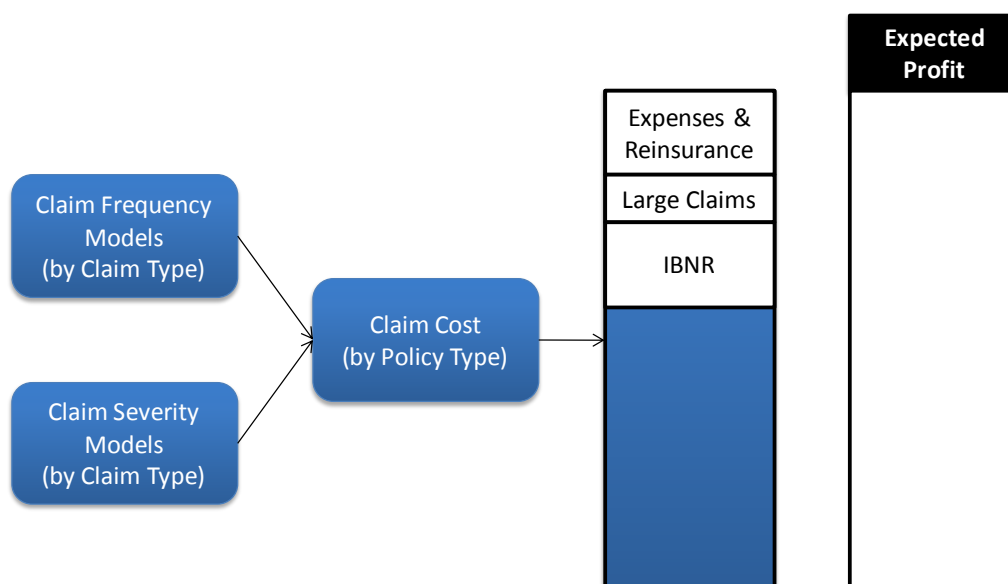 Expected
Profit
Expenses &
Reinsurance
Large Claims
IBNR
Claim Frequency
Models
(by Claim Type)
Claim Cost
(by Policy Type)
Claim Severity
Models
(by Claim Type)